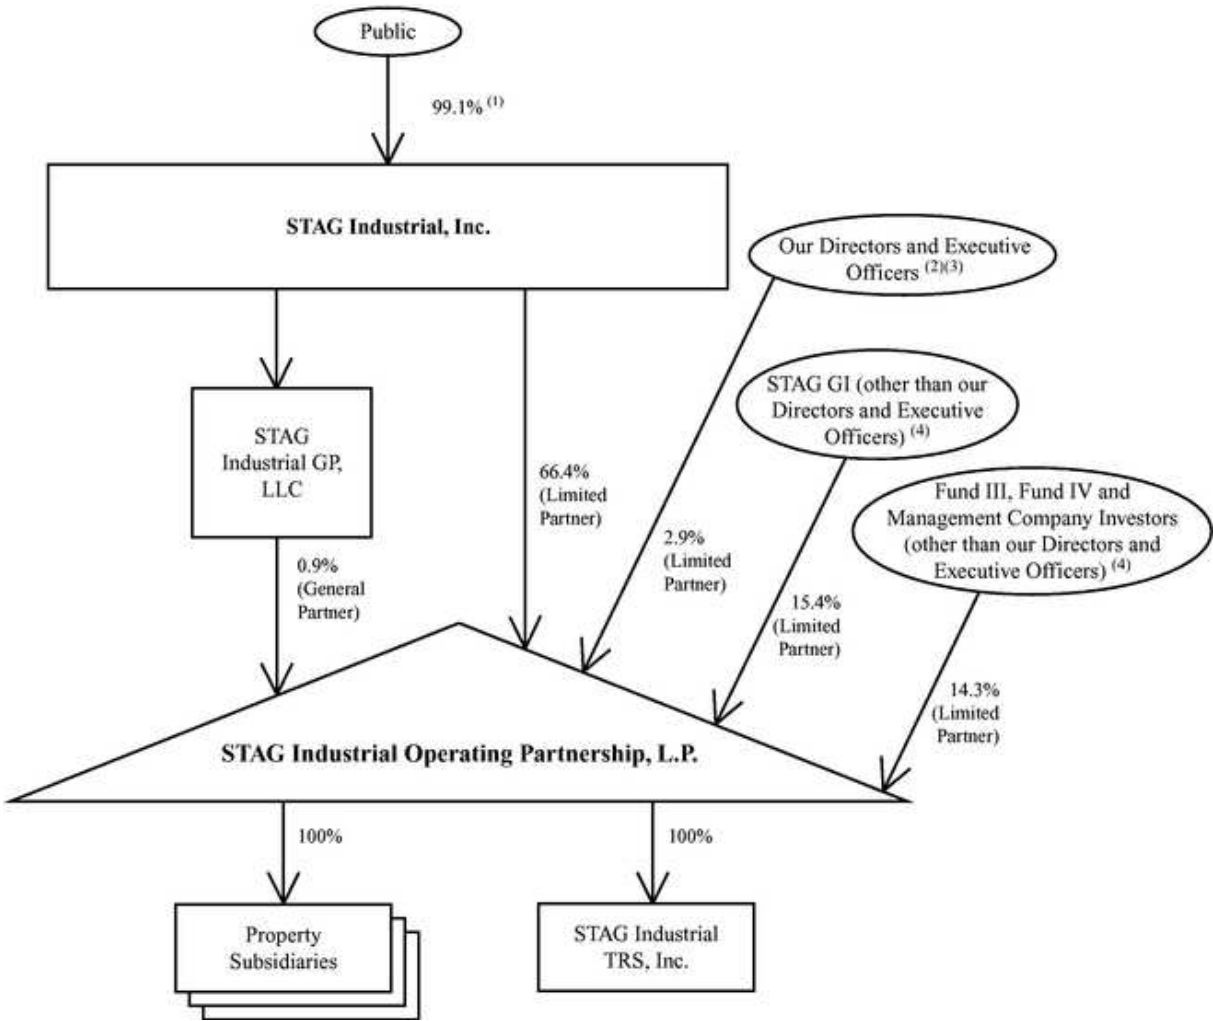 Public
99.1% (1)
STAG Industrial, Inc.
Our Directors and Executive
Officers (2)(3)
STAG GI (other than our
Directors and Executive
Officers) (4)
STAG
Industrial GP,
LLC
66.4%
(Limited
Partner)
Fund III, Fund IV and
Management Company Investors
(other than our Directors and
Executive Officers) (4)
2.9%
(Limited
Partner)
0.9%
(General
Partner)
15.4%
(Limited
Partner)
14.3%
(Limited
Partner)
STAG Industrial Operating Partnership, L.P.
100%
100%
Property
Subsidiaries
STAG Industrial
TRS, Inc.